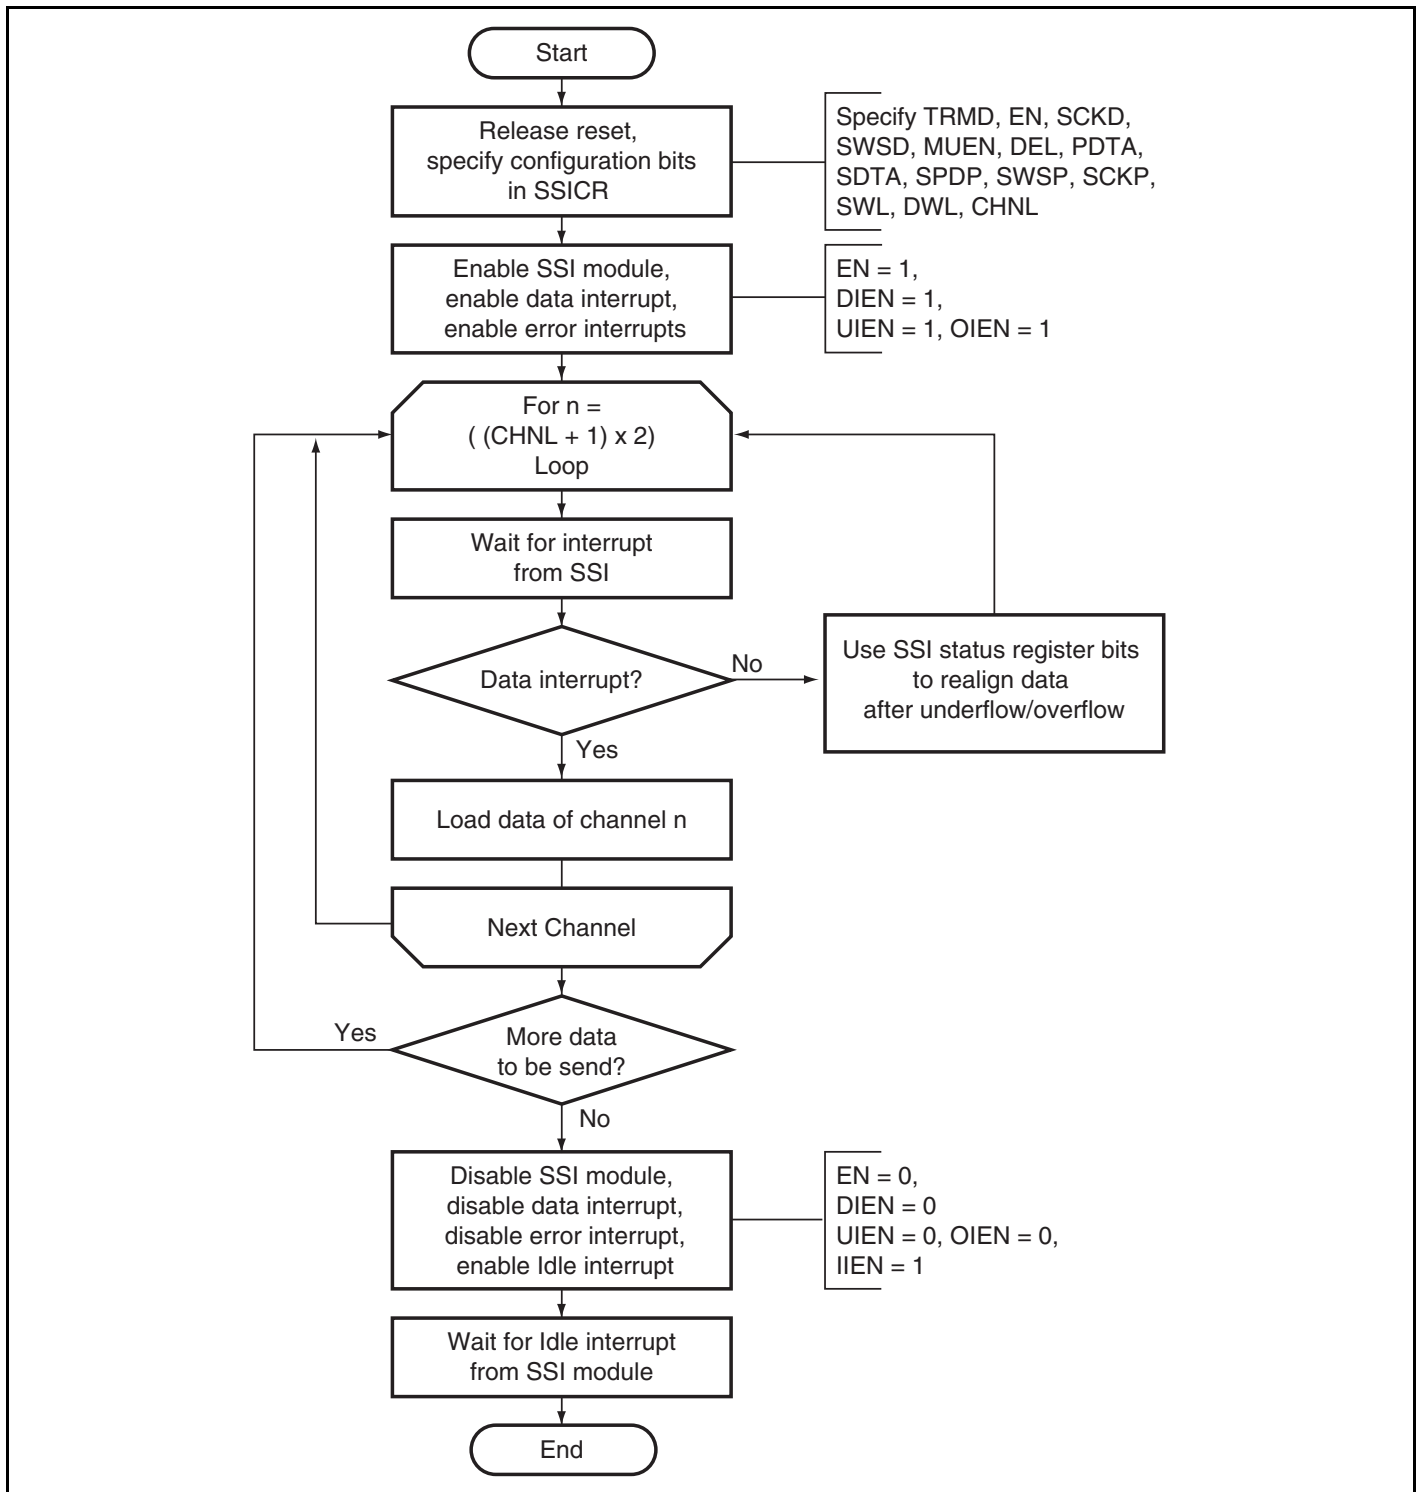 Start
Release reset,
specify configuration bits
in SSICR
Specify TRMD, EN, SCKD,
SWSD, MUEN, DEL, PDTA,
SDTA, SPDP, SWSP, SCKP,
SWL, DWL, CHNL
Enable SSI module,
enable data interrupt,
enable error interrupts
EN = 1,
DIEN = 1,
UIEN = 1, OIEN = 1
For n =
( (CHNL + 1) x 2)
Loop
Wait for interrupt
from SSI
Data interrupt?
No
Use SSI status register bits
to realign data
after underflow/overflow
Yes
Load data of channel n
Next Channel
More data
to be send?
Yes
No
Disable SSI module,
disable data interrupt,
disable error interrupt,
enable Idle interrupt
EN = 0,
DIEN = 0
UIEN = 0, OIEN = 0,
IIEN = 1
Wait for Idle interrupt
from SSI module
End